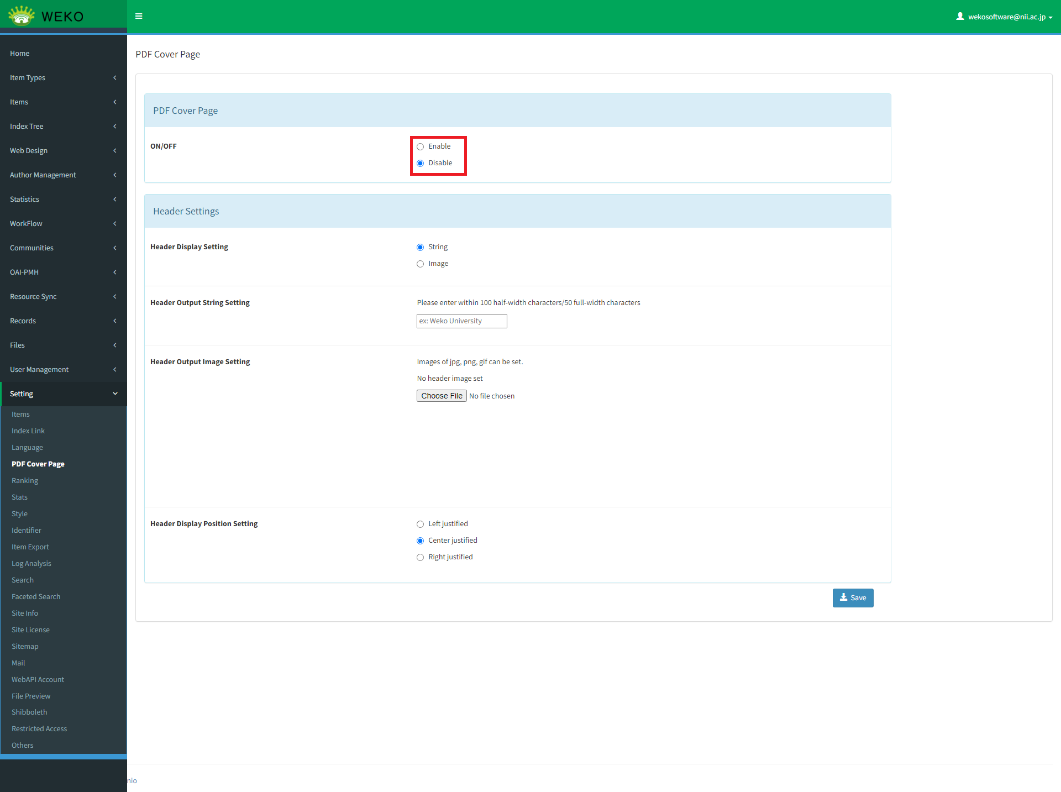 WEKO
wekosoftware@nii.ac.jp
Home
Item Types
Items
Index Tree
Web Design
Author Management
Statistics
WorkFlow
Communities
OAI-PMH
Resource Sync
Records
Files
User Management
Setting
Items
Index Link
Language
PDF Cover Page
Ranking
Stats
Style
Identifier
Item Export
Log Analysis
Search
Faceted Search
Site Info
Site License
Sitemap
Mail
WebAPI Account
File Preview
Shibboleth
Restricted Access
Others
PDF Cover Page
PDF Cover Page
ON/OFF
Enable
Disable
Header Settings
Header Display Setting
String
Image
Header Output String Setting
Please enter within 100 half-width characters/50 full-width characters
ex: Weko University
Header Output Image Setting
Images of jpg, png, gif can be set.
No header image set
Choose File No file chosen
Header Display Position Setting
Left justified
Center justified
Right justified
Save
nio